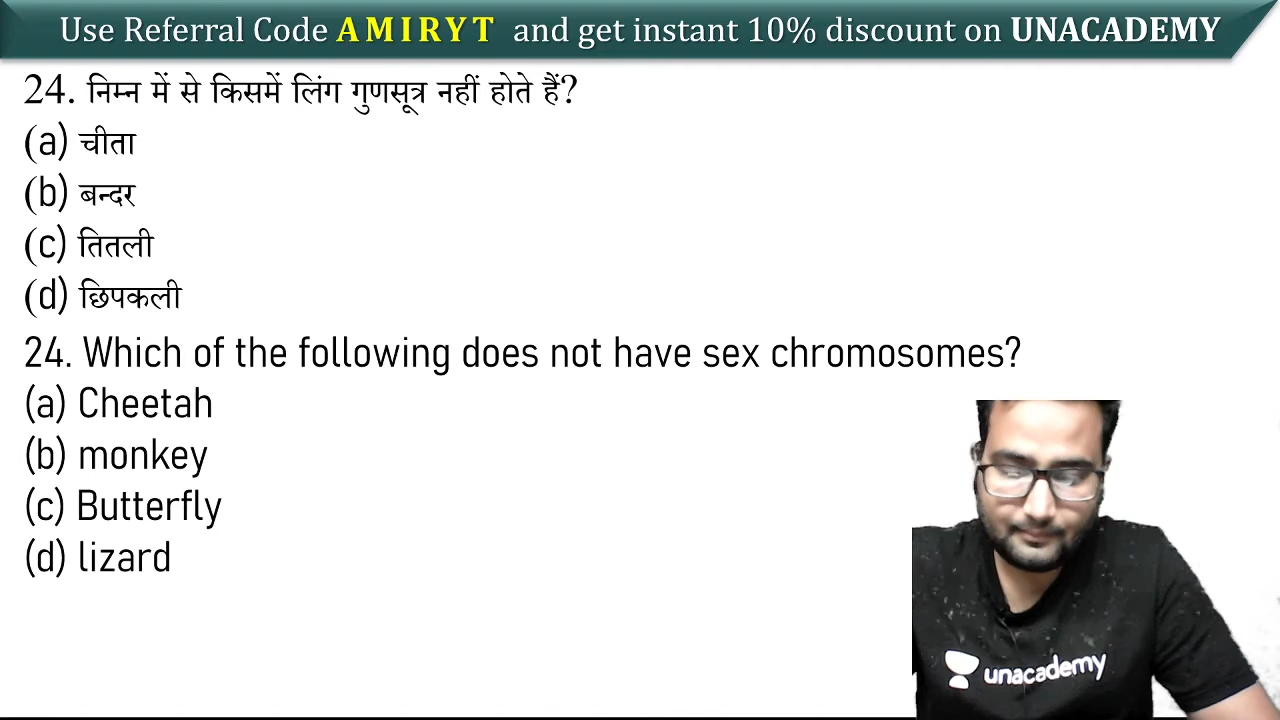 Use Referral Code A M I R Y T and get instant 10% discount on UNACADEMY
24. निम्न में से किसमें लिंग गुणसूत्र नहीं होते हैं?
(a) चीता
(b) बन्दर
(c) तितली
(d) छिपकली
24. Which of the following does not have sex chromosomes?
(a) Cheetah
(b) monkey
(c) Butterfly
(d) lizard
unacademy